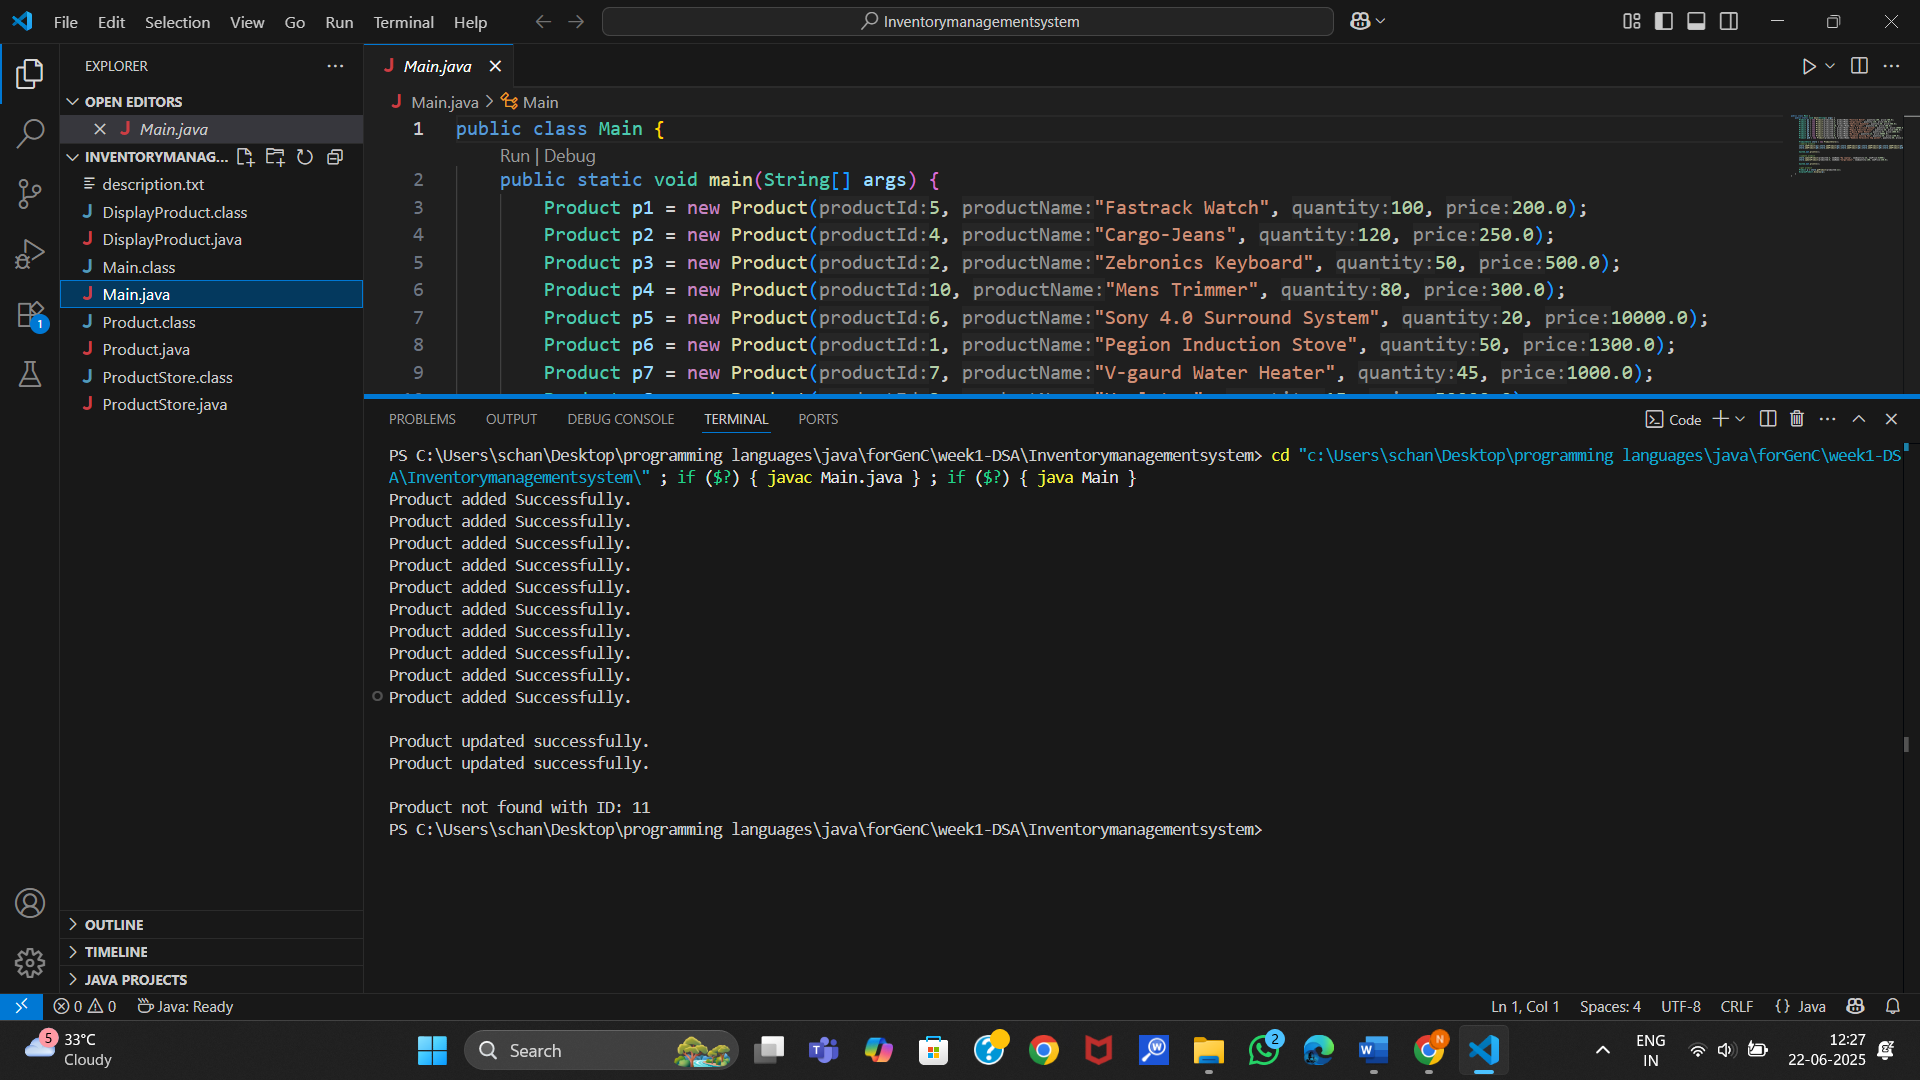 File Edit Selection View Go Run Terminal Help
Inventorymanagementsystem
EXPLORER
OPEN EDITORS
Main.java
INVENTORYMANAG...
description.txt
DisplayProduct.class
DisplayProduct.java
Main.class
Main.java
Product.class
Product.java
ProductStore.class
ProductStore.java
OUTLINE
TIMELINE
JAVA PROJECTS
1
Main.java
Main.java > Main
1 public class Main {
Run | Debug
2 public static void main(String[] args) {
3 Product p1 = new Product(productId:5, productName:"Fastrack Watch", quantity:100, price:200.0);
4 Product p2 = new Product(productId:4, productName:"Cargo-Jeans", quantity:120, price:250.0);
5 Product p3 = new Product(productId:2, productName:"Zebronics Keyboard", quantity:50, price:500.0);
6 Product p4 = new Product(productId:10, productName:"Mens Trimmer", quantity:80, price:300.0);
7 Product p5 = new Product(productId:6, productName:"Sony 4.0 Surround System", quantity:20, price:10000.0);
8 Product p6 = new Product(productId:1, productName:"Pegion Induction Stove", quantity:50, price:1300.0);
9 Product p7 = new Product(productId:7, productName:"V-gaurd Water Heater", quantity:45, price:1000.0);
PROBLEMS OUTPUT DEBUG CONSOLE TERMINAL PORTS
Code
PS C:\Users\schan\Desktop\programming languages\java\forGenC\week1-DSA\Inventorymanagementsystem> cd "c:\Users\schan\Desktop\programming languages\java\forGenC\week1-DS
A\Inventorymanagementsystem\" ; if ($?) { javac Main.java } ; if ($?) { java Main }
Product added Successfully.
Product added Successfully.
Product added Successfully.
Product added Successfully.
Product added Successfully.
Product added Successfully.
Product added Successfully.
Product added Successfully.
Product added Successfully.
Product added Successfully.
Product updated successfully.
Product updated successfully.
Product not found with ID: 11
PS C:\Users\schan\Desktop\programming languages\java\forGenC\week1-DSA\Inventorymanagementsystem>
0 0 Java: Ready
Ln 1, Col 1 Spaces: 4 UTF-8 CRLF {} Java
5
33°C
Cloudy
Search
2
N
ENG
IN
12:27
22-06-2025